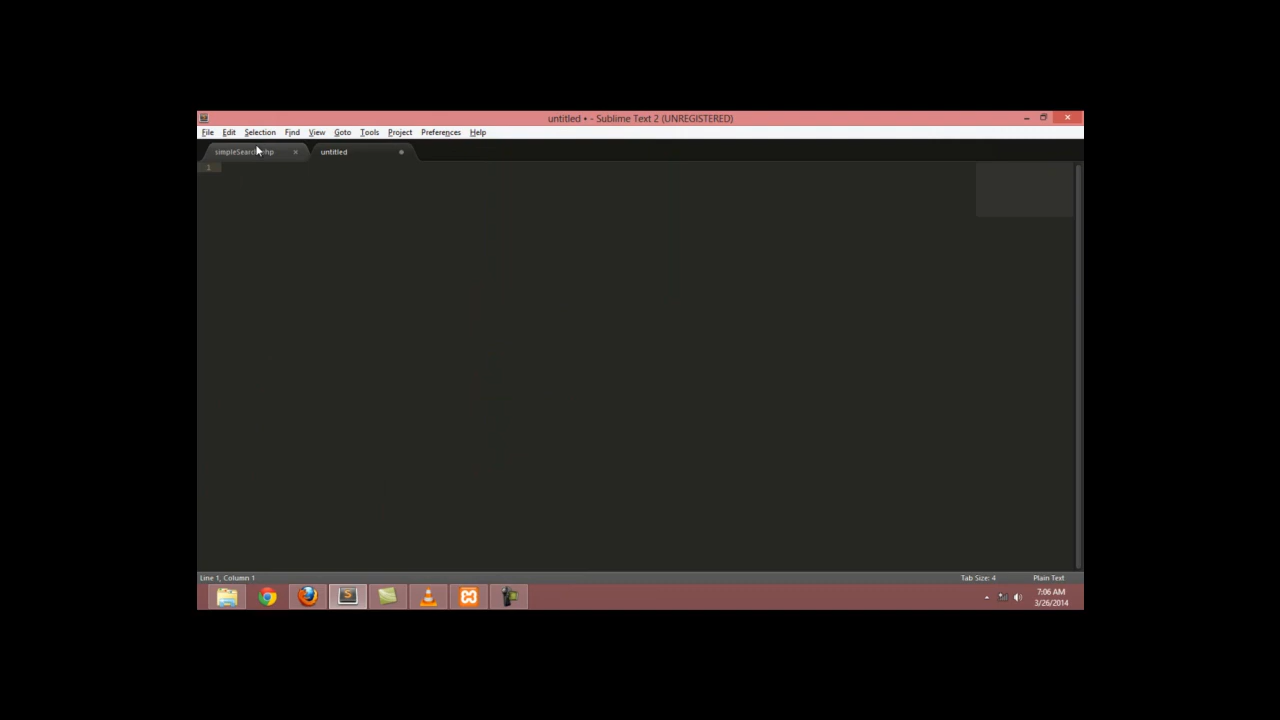 untitled • - Sublime Text 2 (UNREGISTERED)
File Edit Selection Find View Goto Tools Project Preferences Help
untitled
1
Line 1, Column 1 Tab Size: 4 Plain Text
7:06 AM
3/26/2014